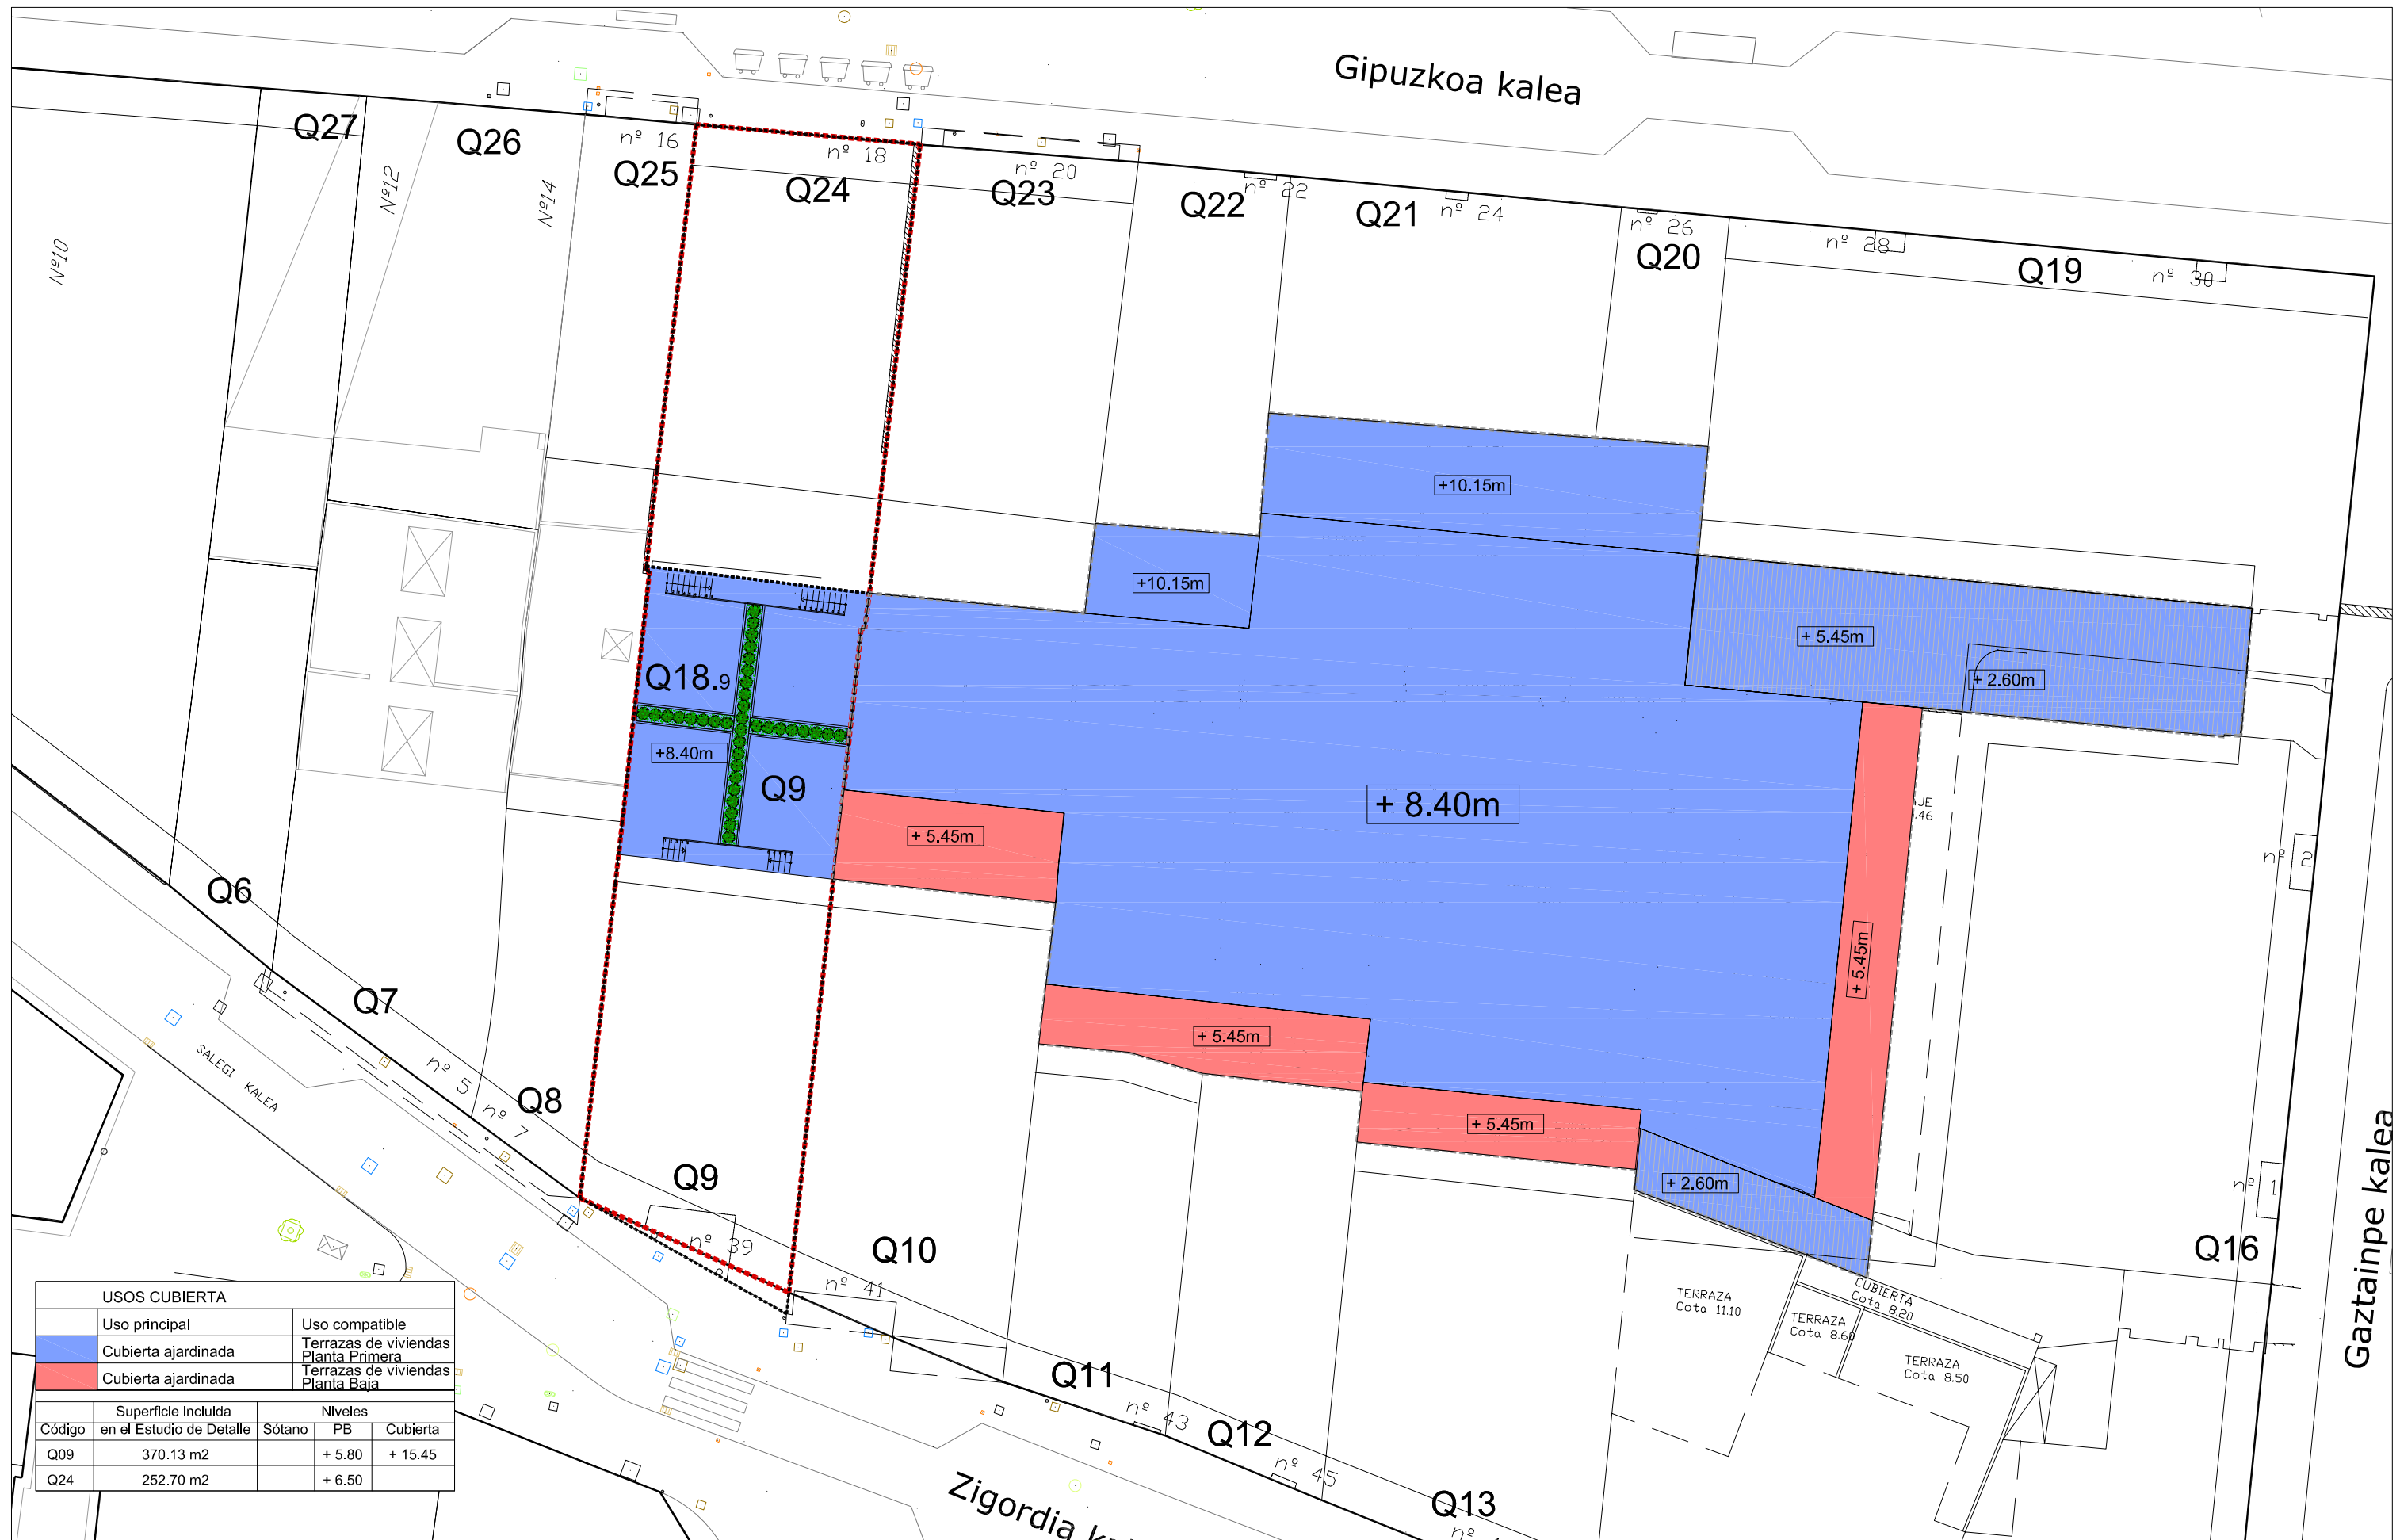 Gipuzkoa kalea
Q27
Q26
nº 16
nº 18
nº 20
Q25
Q24
Q23
Q22
nº 22
Q21
nº 24
nº 26
Q20
nº 28
Q19
nº 30
Nº10
Nº12
Nº14
+10.15m
+10.15m
+ 5.45m
+ 2.60m
Q18.9
+8.40m
Q9
+ 8.40m
+ 5.45m
JE
.46
nº 2
Q6
+ 5.45m
Q7
+ 5.45m
SALEGI KALEA
nº 5
nº 7
Q8
+ 5.45m
Q9
+ 2.60m
nº 1
nº 39
Q10
Q16
Gaztainpe kalea
nº 41
TERRAZA
Cota 11.10
CUBIERTA
Cota 8.20
TERRAZA
Cota 8.60
TERRAZA
Cota 8.50
Q11
nº 43
Q12
nº 45
Q13
nº
Zigordia k
USOS CUBIERTA
Uso principal Uso compatible
Cubierta ajardinada Terrazas de viviendas
Planta Primera
Cubierta ajardinada Terrazas de viviendas
Planta Baja
Superficie incluida Niveles
Código en el Estudio de Detalle Sótano PB Cubierta
Q09 370.13 m2 + 5.80 + 15.45
Q24 252.70 m2 + 6.50